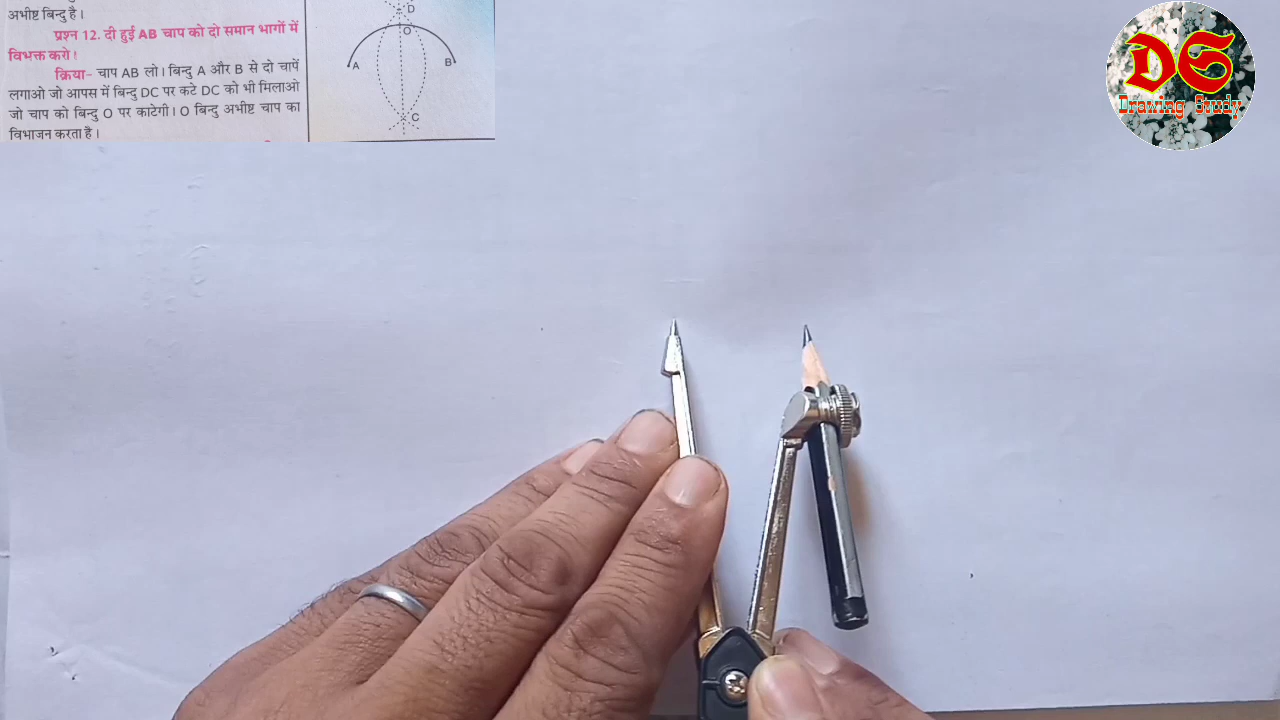 अभीष्ट बिन्दु है।
प्रश्न 12. दी हुई AB चाप को दो समान भागों में
विभक्त करो।
क्रिया– चाप AB लो। बिन्दु A और B से दो चापें
लगाओ जो आपस में बिन्दु DC पर कटे DC को भी मिलाओ
जो चाप को बिन्दु O पर काटेगी। O बिन्दु अभीष्ट चाप का
विभाजन करता है।
D
O
A
B
C
DS
Drawing Study